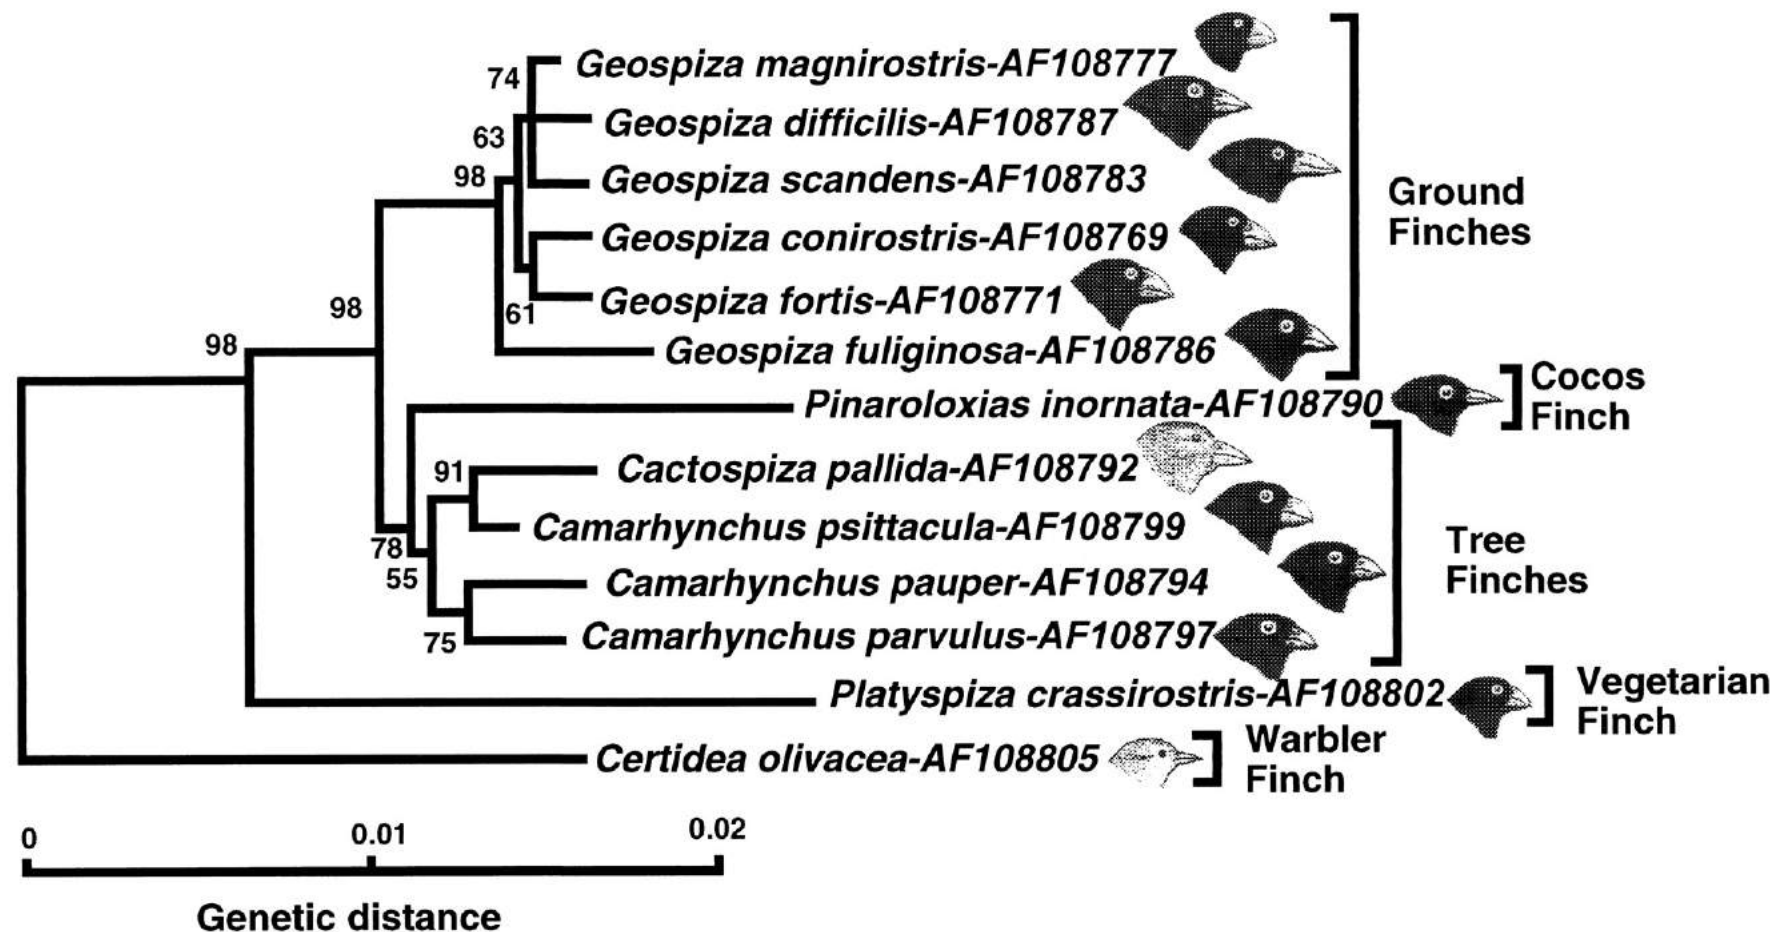 74
Geospiza magnirostris-AF108777
63
Geospiza difficilis-AF108787
98
Geospiza scandens-AF108783
Ground
Finches
Geospiza conirostris-AF108769
98
61
Geospiza fortis-AF108771
98
Geospiza fuliginosa-AF108786
Pinaroloxias inornata-AF108790
Cocos
Finch
91
Cactospiza pallida-AF108792
Camarhynchus psittacula-AF108799
78
55
Tree
Finches
Camarhynchus pauper-AF108794
75
Camarhynchus parvulus-AF108797
Platyspiza crassirostris-AF108802
Vegetarian
Finch
Certidea olivacea-AF108805
Warbler
Finch
0
0.01
0.02
Genetic distance